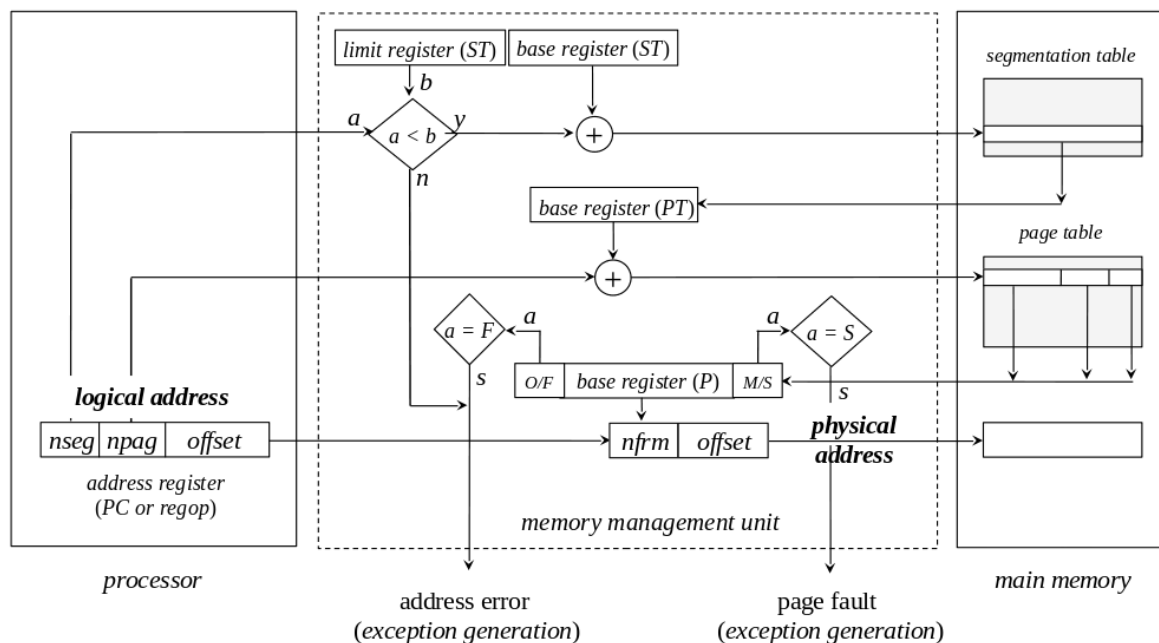 limit register (ST)
base register (ST)
segmentation table
b
a
a < b
y
+
n
base register (PT)
page table
+
a = F
a
a
a = S
O/F
base register (P)
M/S
s
s
logical address
physical
address
nseg
npag
offset
nfrm
offset
address register
(PC or regop)
memory management unit
processor
main memory
address error
(exception generation)
page fault
(exception generation)